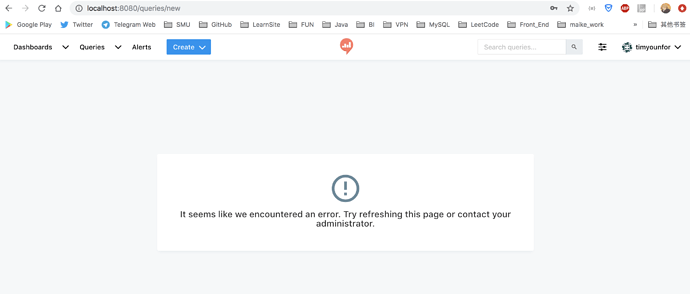 localhost:8080/queries/new
Google Play Twitter Telegram Web SMU GitHub LearnSite FUN Java BI VPN MySQL LeetCode Front_End maike_work » 其他书签
Dashboards Queries Alerts Create Search queries... timyounfor
It seems like we encountered an error. Try refreshing this page or contact your
administrator.